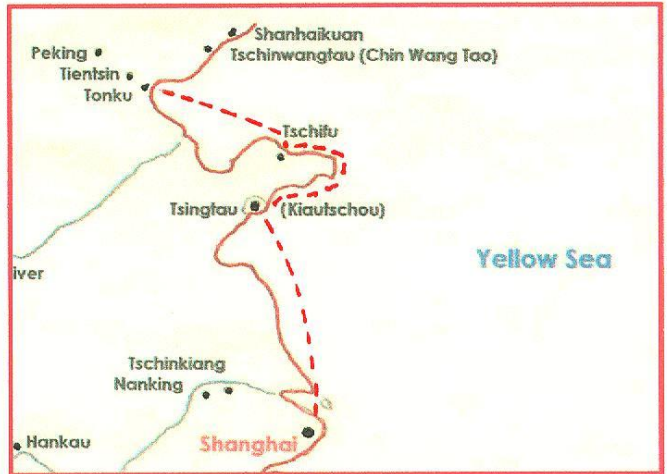 Shanhaikuan
Peking
Tschinwangtau (Chin Wang Tao)
Tientsin
Tonku
Tschifu
Tsingtau
(Kiautschou)
Yellow Sea
iver
Tschinkiang
Nanking
Hankau
Shanghai